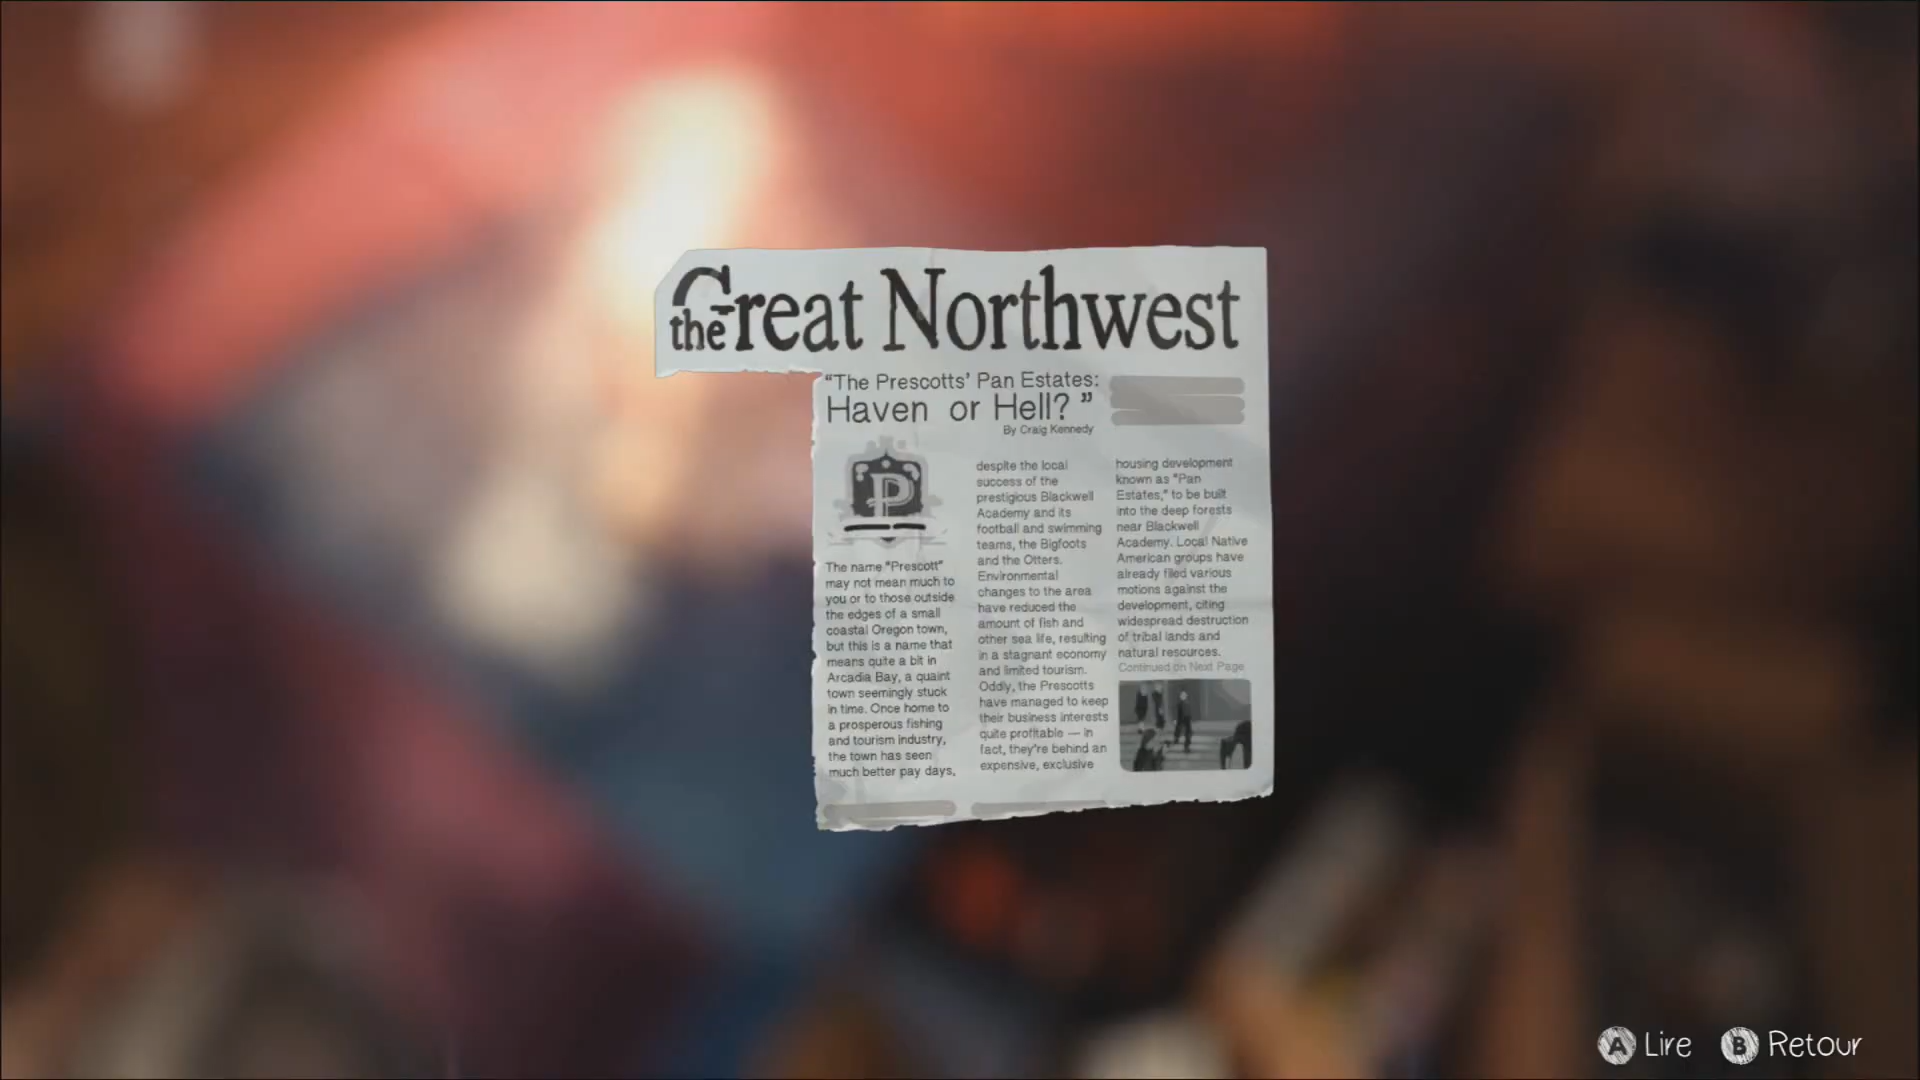 the Great Northwest
"The Prescotts' Pan Estates:
Haven or Hell?"
By Craig Kennedy
P
The name "Prescott"
may not mean much to
you or to those outside
the edges of a small
coastal Oregon town,
but this is a name that
means quite a bit in
Arcadia Bay, a quaint
town seemingly stuck
in time. Once home to
a prosperous fishing
and tourism industry,
the town has seen
much better pay days,
despite the local
success of the
prestigious Blackwell
Academy and its
football and swimming
teams, the Bigfoots
and the Otters.
Environmental
changes to the area
have reduced the
amount of fish and
other sea life, resulting
in a stagnant economy
and limited tourism.
Oddly, the Prescotts
have managed to keep
their business interests
quite profitable — in
fact, they're behind an
expensive, exclusive
housing development
known as "Pan
Estates," to be built
into the deep forests
near Blackwell
Academy. Local Native
American groups have
already filed various
motions against the
development, citing
widespread destruction
of tribal lands and
natural resources.
Continued on Next Page
A Lire B Retour